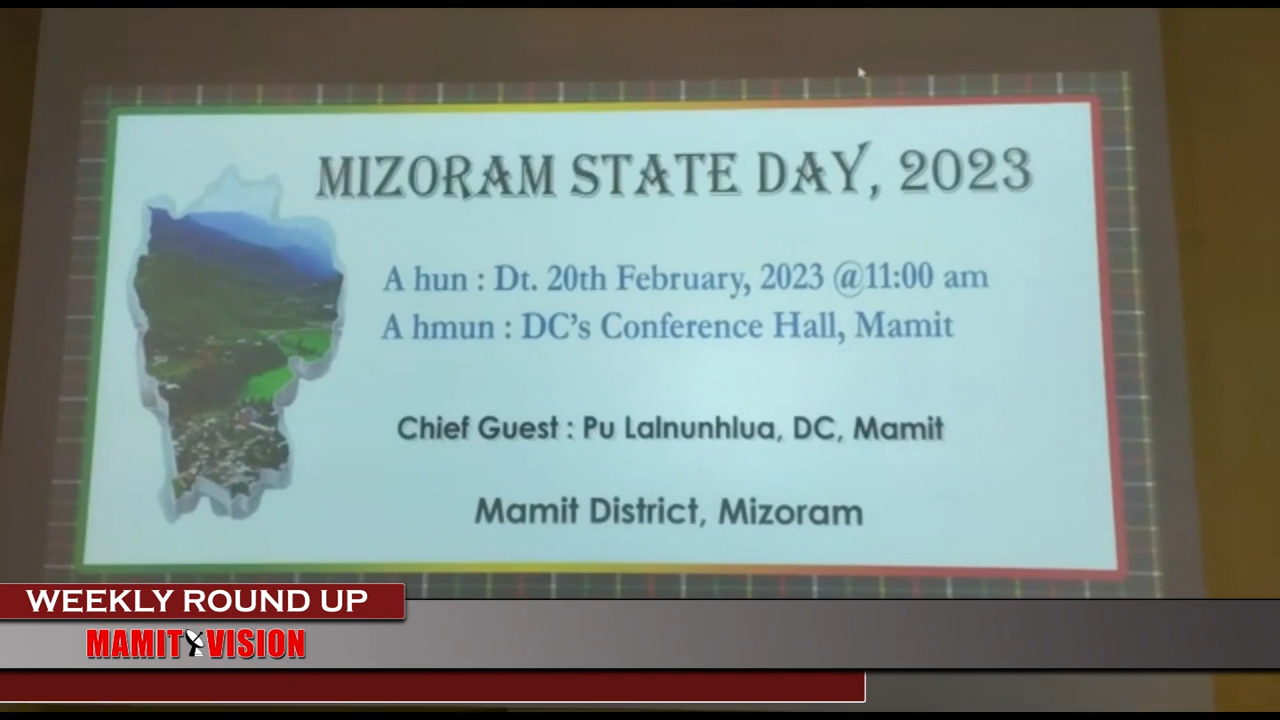 MIZORAM STATE DAY, 2023
A hun : Dt. 20th February, 2023 @11:00 am
A hmun : DC's Conference Hall, Mamit
Chief Guest : Pu Lalnunhlua, DC, Mamit
Mamit District, Mizoram
WEEKLY ROUND UP
MAMIT VISION